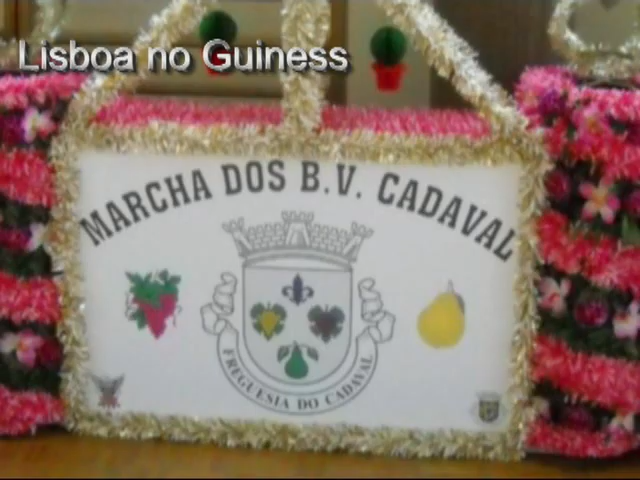 Lisboa no Guiness
MARCHA DOS B.V. CADAVAL
FREGUESIA DO CADAVAL